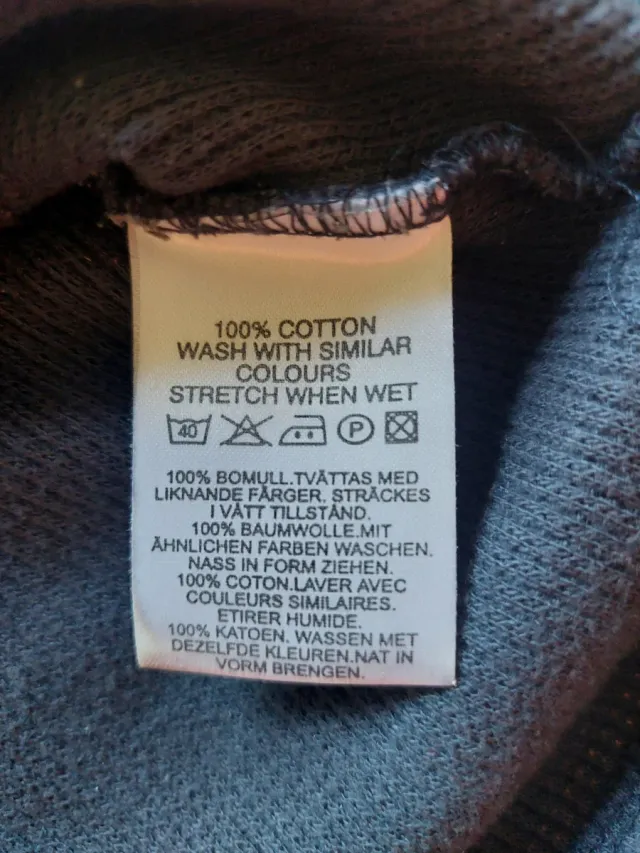 100% COTTON
WASH WITH SIMILAR
COLOURS
STRETCH WHEN WET
40 P
100% BOMULL.TVÄTTAS MED
LIKNANDE FÄRGER. STRÄCKES
I VÅTT TILLSTÅND.
100% BAUMWOLLE.MIT
ÄHNLICHEN FARBEN WASCHEN.
NASS IN FORM ZIEHEN.
100% COTON.LAVER AVEC
COULEURS SIMILAIRES.
ETIRER HUMIDE.
100% KATOEN. WASSEN MET
DEZELFDE KLEUREN.NAT IN
VORM BRENGEN.